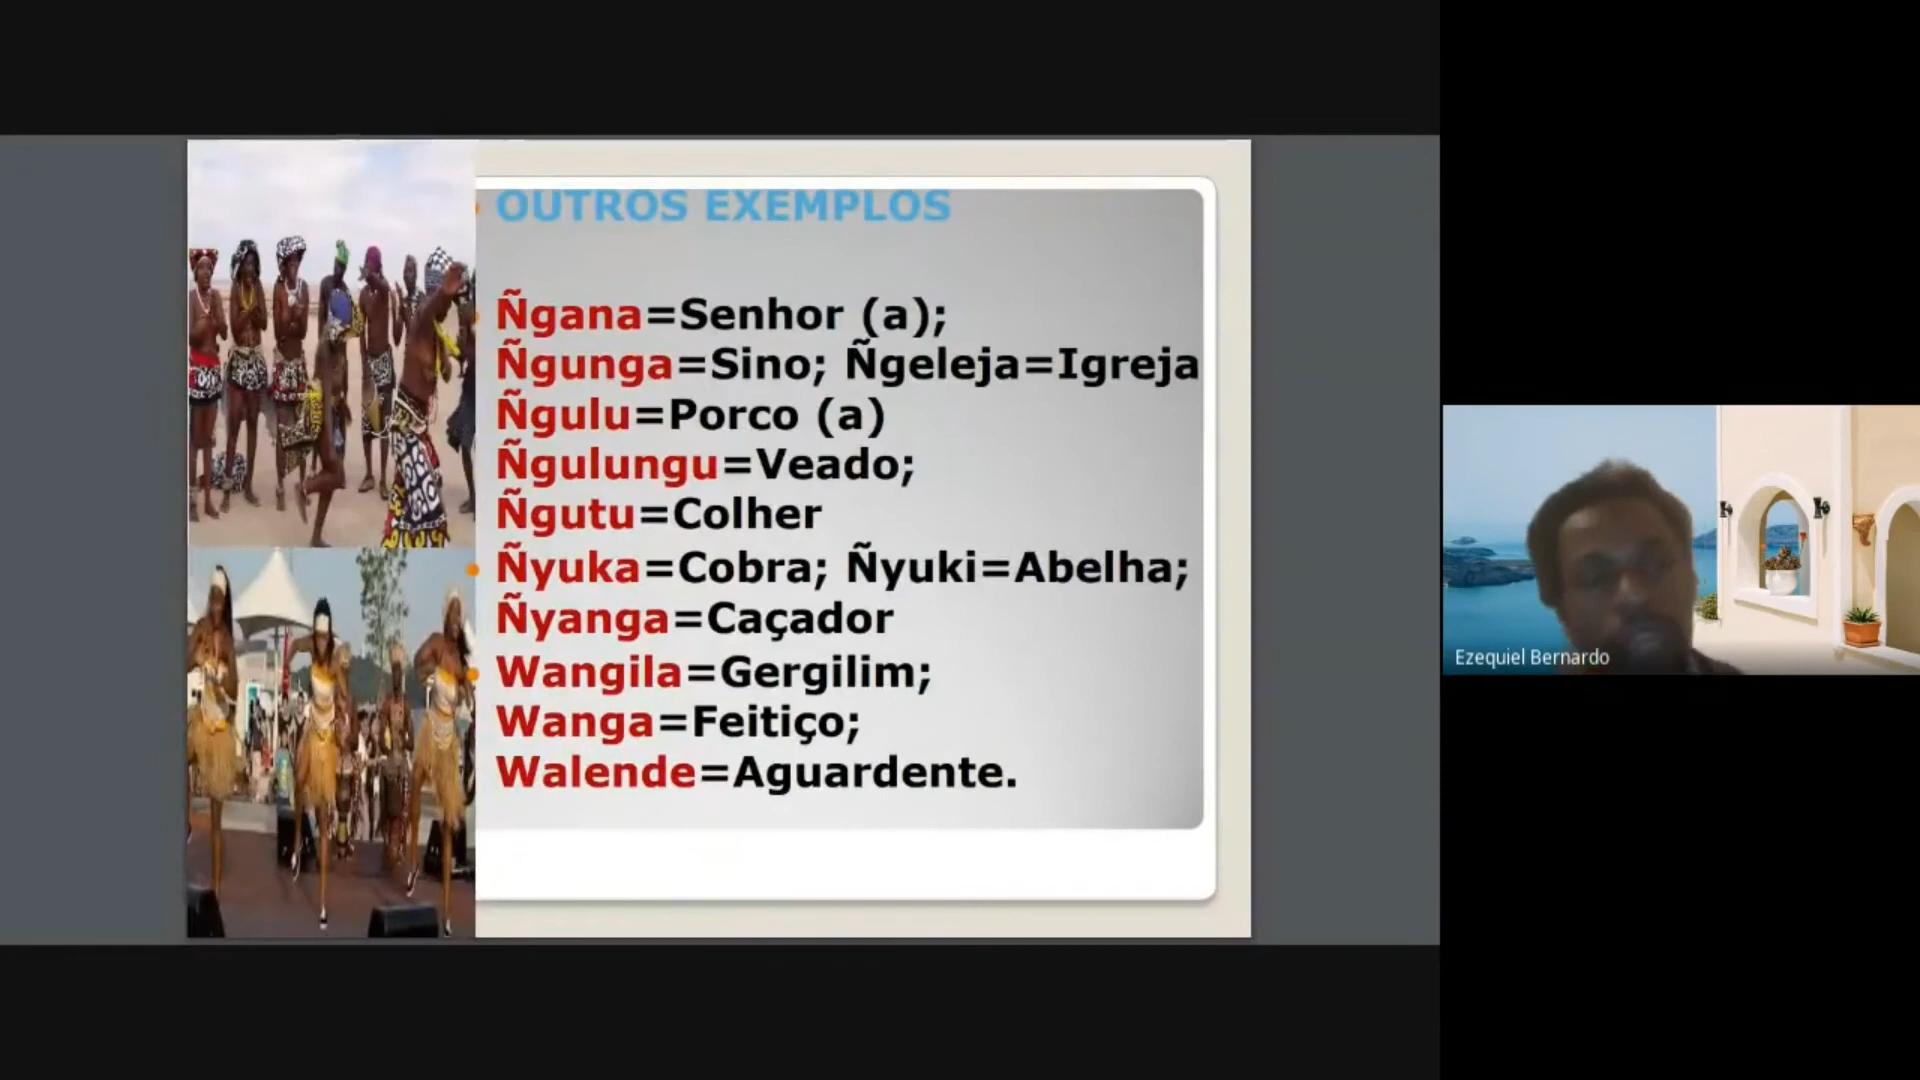 OUTROS EXEMPLOS
Ñgana=Senhor (a);
Ñgunga=Sino; Ñgeleja=Igreja
Ñgulu=Porco (a)
Ñgulungu=Veado;
Ñgutu=Colher
Ñyuka=Cobra; Ñyuki=Abelha;
Ñyanga=Caçador
Wangila=Gergilim;
Wanga=Feitiço;
Walende=Aguardente.
Ezequiel Bernardo